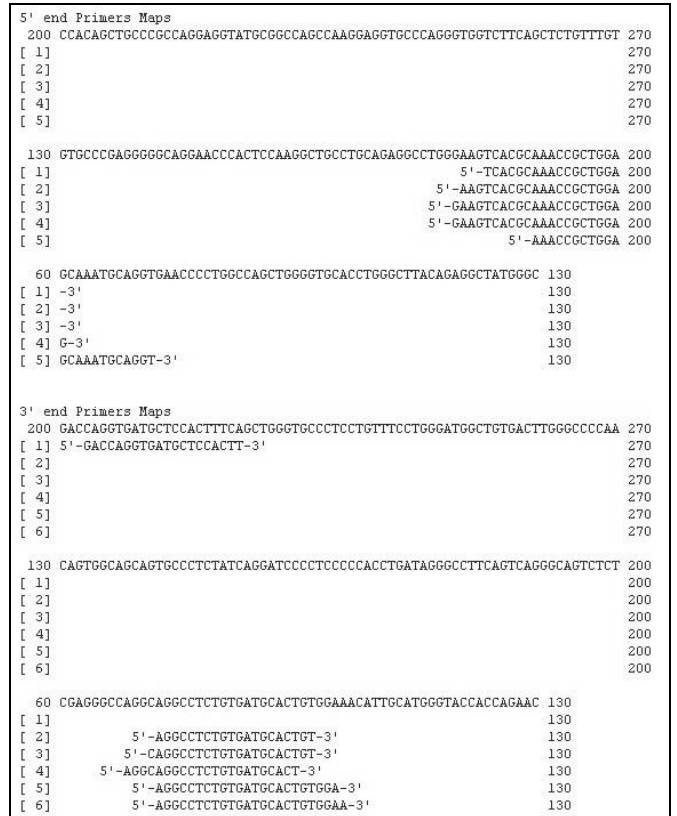 5' end Primers Maps
200 CCACAGCTGCCCGCCAGGAGGTATGCGGCCAGCCAAGGAGGTGCCCAGGGTGGTCTTCAGCTCTGTTTGT 270
[ 1] 270
[ 2] 270
[ 3] 270
[ 4] 270
[ 5] 270
130 GTGCCCGAGGGGGCAGGAACCCACTCCAAGGCTGCCTGCAGAGGCCTGGGAAGTCACGCAAACCGCTGGA 200
[ 1] 5'-TCACGCAAACCGCTGGA 200
[ 2] 5'-AAGTCACGCAAACCGCTGGA 200
[ 3] 5'-GAAGTCACGCAAACCGCTGGA 200
[ 4] 5'-GAAGTCACGCAAACCGCTGGA 200
[ 5] 5'-AAACCGCTGGA 200
60 GCAAATGCAGGTGAACCCCTGGCCAGCTGGGGTGCACCTGGGCTTACAGAGGCTATGGGC 130
[ 1] -3' 130
[ 2] -3' 130
[ 3] -3' 130
[ 4] G-3' 130
[ 5] GCAAATGCAGGT-3' 130
3' end Primers Maps
200 GACCAGGTGATGCTCCACTTTCAGCTGGGTGCCCTCCTGTTTCCTGGGATGGCTGTGACTTGGGCCCCAA 270
[ 1] 5'-GACCAGGTGATGCTCCACTT-3' 270
[ 2] 270
[ 3] 270
[ 4] 270
[ 5] 270
[ 6] 270
130 CAGTGGCAGCAGTGCCCTCTATCAGGATCCCCTCCCCCACCTGATAGGGCCTTCAGTCAGGGCAGTCTCT 200
[ 1] 200
[ 2] 200
[ 3] 200
[ 4] 200
[ 5] 200
[ 6] 200
60 CGAGGGCCAGGCAGGCCTCTGTGATGCACTGTGGAAACATTGCATGGGTACCACCAGAAC 130
[ 1] 130
[ 2] 5'-AGGCCTCTGTGATGCACTGT-3' 130
[ 3] 5'-CAGGCCTCTGTGATGCACTGT-3' 130
[ 4] 5'-AGGCAGGCCTCTGTGATGCACT-3' 130
[ 5] 5'-AGGCCTCTGTGATGCACTGTGGA-3' 130
[ 6] 5'-AGGCCTCTGTGATGCACTGTGGAA-3' 130